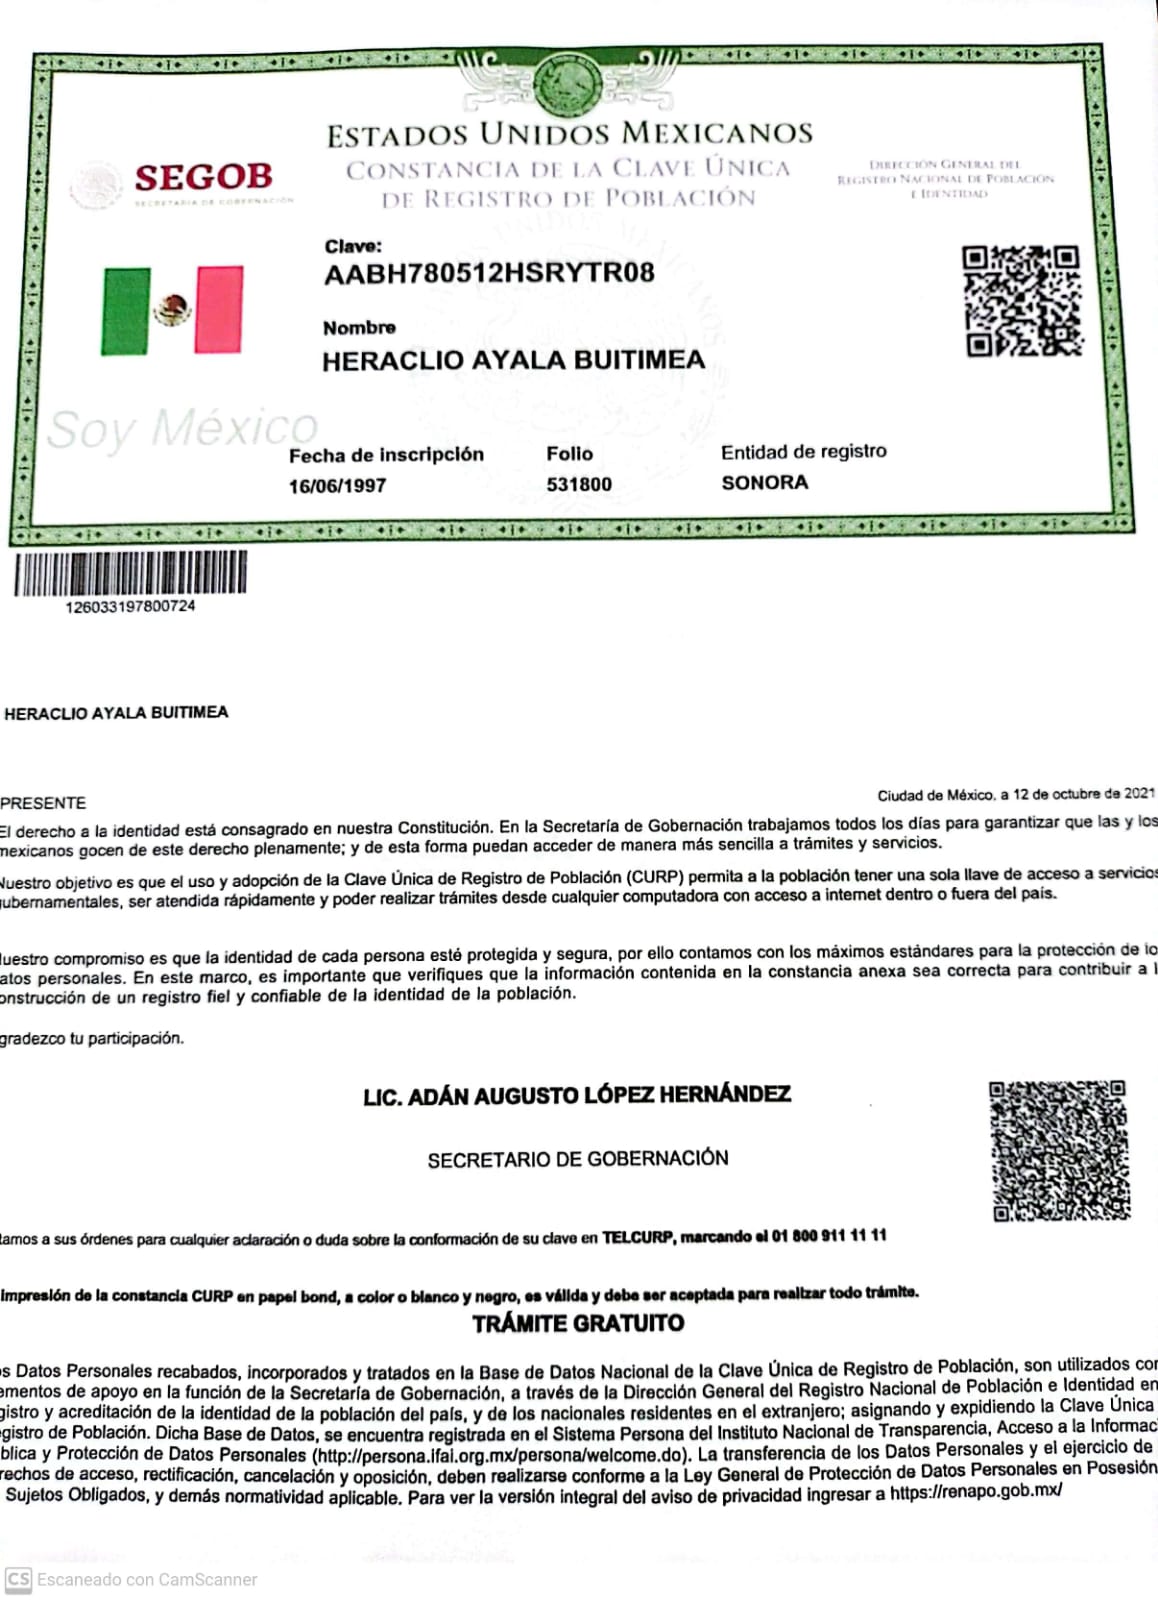 ESTADOS UNIDOS MEXICANOS
CONSTANCIA DE LA CLAVE ÚNICA
DE REGISTRO DE POBLACIÓN
SEGOB
SECRETARÍA DE GOBERNACIÓN
DIRECCIÓN GENERAL DEL
REGISTRO NACIONAL DE POBLACIÓN
E IDENTIDAD
Clave:
AABH780512HSRYTR08
Nombre
HERACLIO AYALA BUITIMEA
Soy México
Fecha de inscripción
16/06/1997
Folio
531800
Entidad de registro
SONORA
126033197800724
HERACLIO AYALA BUITIMEA
PRESENTE
Ciudad de México, a 12 de octubre de 2021
El derecho a la identidad está consagrado en nuestra Constitución. En la Secretaría de Gobernación trabajamos todos los días para garantizar que las y los
mexicanos gocen de este derecho plenamente; y de esta forma puedan acceder de manera más sencilla a trámites y servicios.
Nuestro objetivo es que el uso y adopción de la Clave Única de Registro de Población (CURP) permita a la población tener una sola llave de acceso a servicios
gubernamentales, ser atendida rápidamente y poder realizar trámites desde cualquier computadora con acceso a internet dentro o fuera del país.
uestro compromiso es que la identidad de cada persona esté protegida y segura, por ello contamos con los máximos estándares para la protección de lo
atos personales. En este marco, es importante que verifiques que la información contenida en la constancia anexa sea correcta para contribuir a l
onstrucción de un registro fiel y confiable de la identidad de la población.
gradezco tu participación.
LIC. ADÁN AUGUSTO LÓPEZ HERNÁNDEZ
SECRETARIO DE GOBERNACIÓN
tamos a sus órdenes para cualquier aclaración o duda sobre la conformación de su clave en TELCURP, marcando el 01 800 911 11 11
impresión de la constancia CURP en papel bond, a color o blanco y negro, es válida y debe ser aceptada para realizar todo trámite.
TRÁMITE GRATUITO
s Datos Personales recabados, incorporados y tratados en la Base de Datos Nacional de la Clave Única de Registro de Población, son utilizados con
ementos de apoyo en la función de la Secretaría de Gobernación, a través de la Dirección General del Registro Nacional de Población e Identidad en
gistro y acreditación de la identidad de la población del país, y de los nacionales residentes en el extranjero; asignando y expidiendo la Clave Única
egistro de Población. Dicha Base de Datos, se encuentra registrada en el Sistema Persona del Instituto Nacional de Transparencia, Acceso a la Informac
blica y Protección de Datos Personales (http://persona.ifai.org.mx/persona/welcome.do). La transferencia de los Datos Personales y el ejercicio de
rechos de acceso, rectificación, cancelación y oposición, deben realizarse conforme a la Ley General de Protección de Datos Personales en Posesión
Sujetos Obligados, y demás normatividad aplicable. Para ver la versión integral del aviso de privacidad ingresar a https://renapo.gob.mx/
CS Escaneado con CamScanner